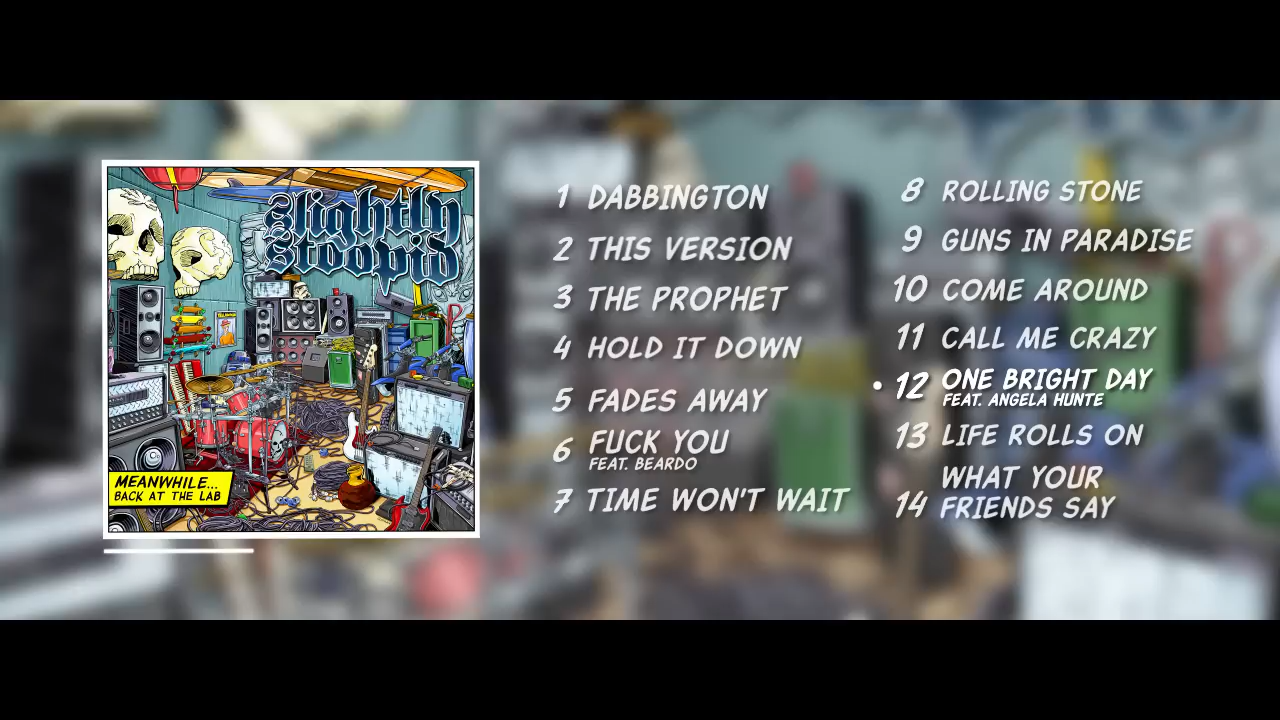 slightly
stoopid
MEANWHILE...
BACK AT THE LAB
1 DABBINGTON
2 THIS VERSION
3 THE PROPHET
4 HOLD IT DOWN
5 FADES AWAY
6 FUCK YOU
FEAT. BEARDO
7 TIME WON'T WAIT
8 ROLLING STONE
9 GUNS IN PARADISE
10 COME AROUND
11 CALL ME CRAZY
• 12 ONE BRIGHT DAY
FEAT. ANGELA HUNTE
13 LIFE ROLLS ON
WHAT YOUR
14 FRIENDS SAY